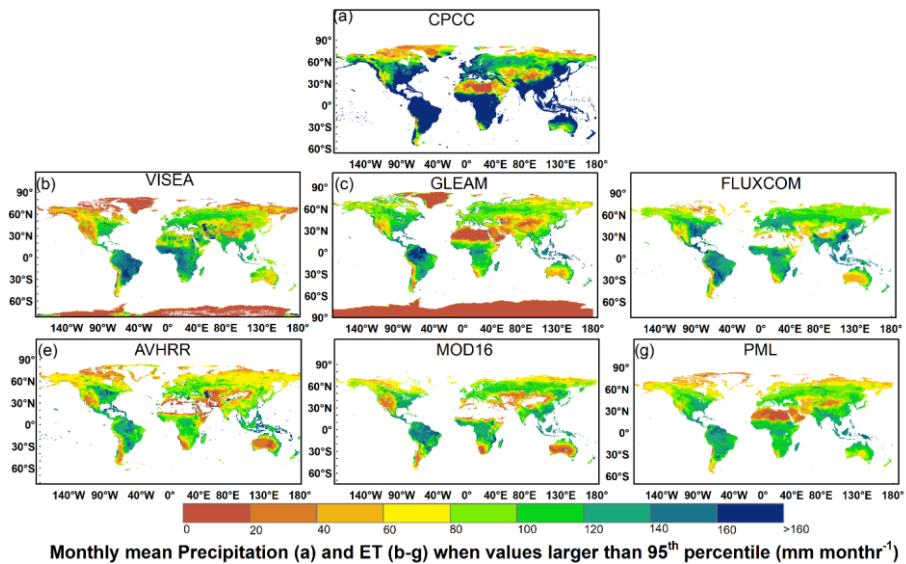 (a) CPCC
90°
60°N
30°N
0°
30°S
60°S
140°W 90°W 60°W 0° 40°E 80°E 130°E 180°
(b) VISEA (c) GLEAM FLUXCOM
90° 90° 90°
60°N 60°N 60°N
30°N 30°N 30°N
0° 0° 0°
30°S 30°S 30°S
60°S 60°S 60°S
90°S
140°W 90°W 40°W 0° 40°E 80°E 130°E 180° 140°W 90°W 40°W 0° 40°E 80°E 130°E 180° 140°W 90°W 40°W 0° 40°E 80°E 130°E 180°
(e) AVHRR MOD16 (g) PML
90° 90° 90°
60°N 60°N 60°N
30°N 30°N 30°N
0° 0° 0°
30°S 30°S 30°S
60°S 60°S 60°S
140°W 90°W 40°W 0° 40°E 80°E 130°E 180° 140°W 90°W 40°W 0° 40°E 80°E 130°E 180° 140°W 90°W 40°W 0° 40°E 80°E 130°E 180°
0 20 40 60 80 100 120 140 160 >160
Monthly mean Precipitation (a) and ET (b-g) when values larger than 95th percentile (mm monthr-1)